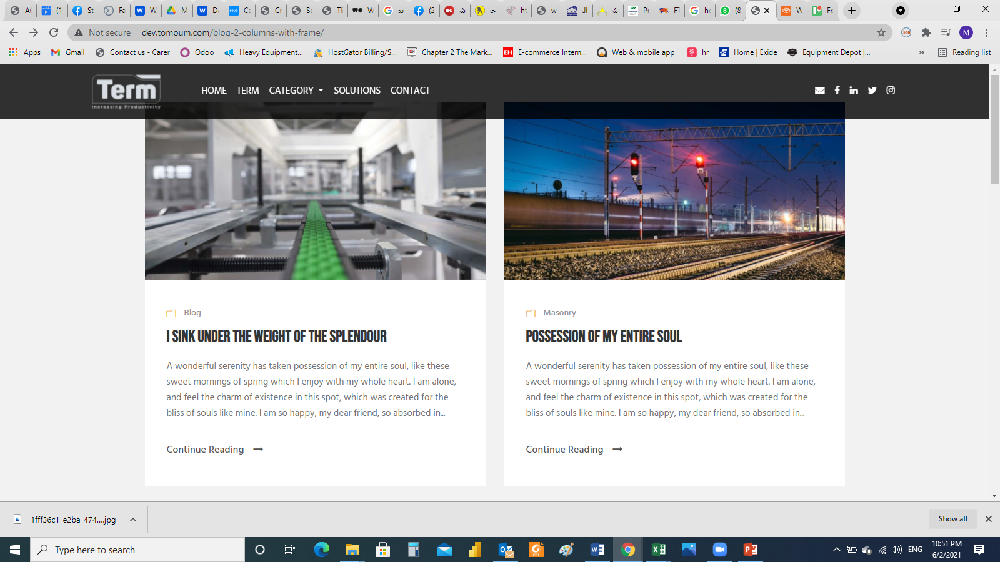 Not secure
dev.tomoum.com/blog-2-columns-with-frame/
Apps
Gmail
Contact us - Carer
Odoo
Heavy Equipment...
HostGator Billing/S...
Chapter 2 The Mark...
E-commerce Intern...
Web & mobile app
hr
Home | Exide
Equipment Depot |...
Reading list
Term
Increasing Productivity
HOME
TERM
CATEGORY
SOLUTIONS
CONTACT
Blog
I SINK UNDER THE WEIGHT OF THE SPLENDOUR
A wonderful serenity has taken possession of my entire soul, like these
sweet mornings of spring which I enjoy with my whole heart. I am alone,
and feel the charm of existence in this spot, which was created for the
bliss of souls like mine. I am so happy, my dear friend, so absorbed in...
Continue Reading
Masonry
POSSESSION OF MY ENTIRE SOUL
A wonderful serenity has taken possession of my entire soul, like these
sweet mornings of spring which I enjoy with my whole heart. I am alone,
and feel the charm of existence in this spot, which was created for the
bliss of souls like mine. I am so happy, my dear friend, so absorbed in...
Continue Reading
1fff36c1-e2ba-474....jpg
Show all
Type here to search
ENG
10:51 PM
6/2/2021